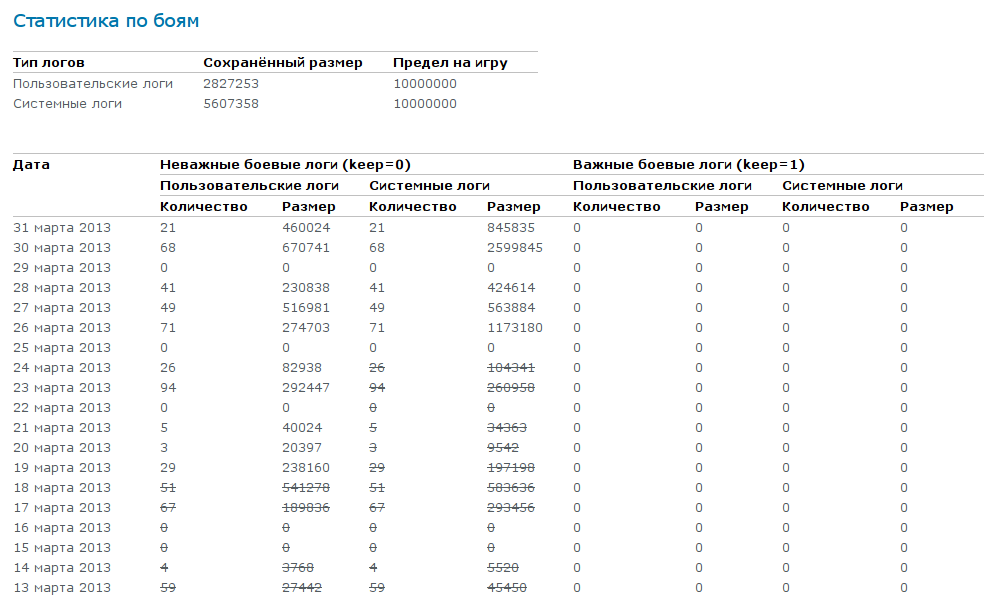 Статистика по боям
Тип логов Сохранённый размер Предел на игру
Пользовательские логи 2827253 10000000
Системные логи 5607358 10000000
Дата Неважные боевые логи (keep=0) Важные боевые логи (keep=1)
Пользовательские логи Системные логи Пользовательские логи Системные логи
Количество Размер Количество Размер Количество Размер Количество Размер
31 марта 2013 21 460024 21 845835 0 0 0 0
30 марта 2013 68 670741 68 2599845 0 0 0 0
29 марта 2013 0 0 0 0 0 0 0 0
28 марта 2013 41 230838 41 424614 0 0 0 0
27 марта 2013 49 516981 49 563884 0 0 0 0
26 марта 2013 71 274703 71 1173180 0 0 0 0
25 марта 2013 0 0 0 0 0 0 0 0
24 марта 2013 26 82938 26 104341 0 0 0 0
23 марта 2013 94 292447 94 260958 0 0 0 0
22 марта 2013 0 0 0 0 0 0 0 0
21 марта 2013 5 40024 5 34363 0 0 0 0
20 марта 2013 3 20397 3 9542 0 0 0 0
19 марта 2013 29 238160 29 197198 0 0 0 0
18 марта 2013 51 541278 51 583636 0 0 0 0
17 марта 2013 67 189836 67 293456 0 0 0 0
16 марта 2013 0 0 0 0 0 0 0 0
15 марта 2013 0 0 0 0 0 0 0 0
14 марта 2013 4 3768 4 5520 0 0 0 0
13 марта 2013 59 27442 59 45450 0 0 0 0